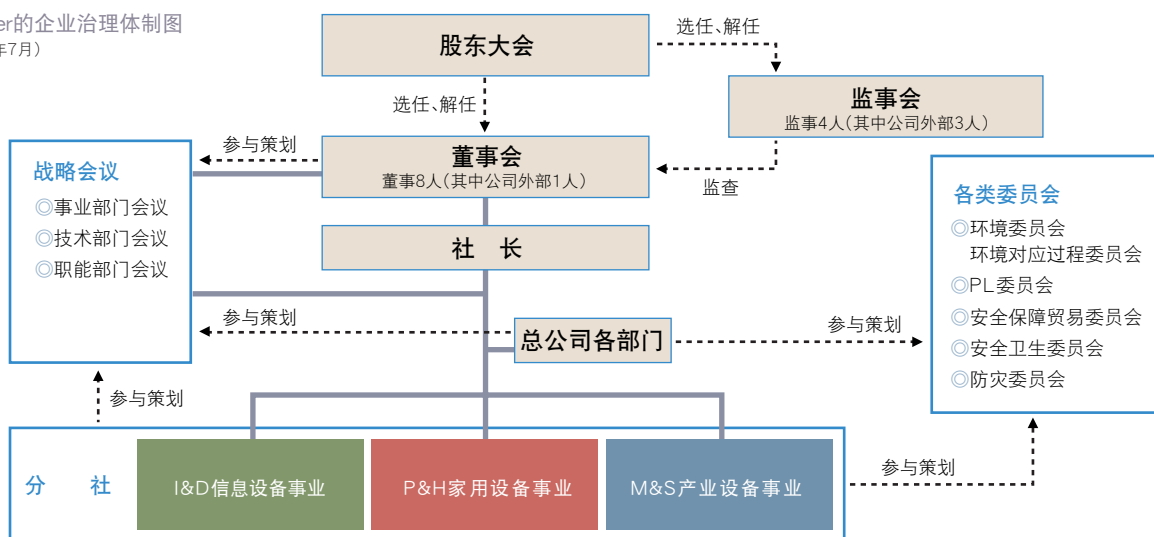 er的企业治理体制图
年7月）
股东大会
选任、解任
选任、解任
监事会
监事4人（其中公司外部3人）
监查
参与策划
董事会
董事8人（其中公司外部1人）
战略会议
◎事业部门会议
◎技术部门会议
◎职能部门会议
社 长
各类委员会
◎环境委员会
环境对应过程委员会
◎PL委员会
◎安全保障贸易委员会
◎安全卫生委员会
◎防灾委员会
参与策划
总公司各部门
参与策划
参与策划
分 社
I&D信息设备事业
P&H家用设备事业
M&S产业设备事业
参与策划